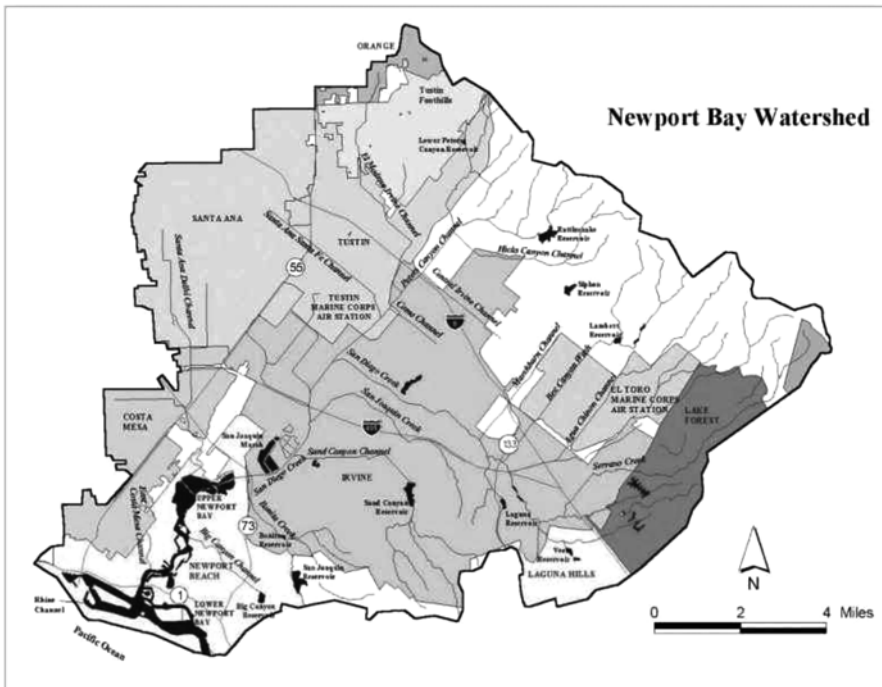 ORANGE
Newport Bay Watershed
Tustin
Foothills
Lower Peters
Canyon Reservoir
El Modena Irvine Channel
Rattlesnake
Reservoir
Hicks Canyon Channel
SANTA ANA
Santa Ana Santa Fe Channel
TUSTIN
Peters Canyon Channel
Central Irvine Channel
Siphon
Reservoir
Santa Ana Delhi Channel
55
TUSTIN
MARINE CORPS
AIR STATION
Como Channel
5
Lambert
Reservoir
Marshburn Channel
Bee Canyon Wash
Agua Chinon Channel
San Diego Creek
San Joaquin Creek
EL TORO
MARINE CORPS
AIR STATION
LAKE
FOREST
COSTA
MESA
405
133
San Joaquin
Marsh
San Diego Creek
Sand Canyon Channel
Serrano Creek
IRVINE
UPPER
NEWPORT
BAY
East
Costa Mesa Channel
Sand Canyon
Reservoir
Laguna
Reservoir
73
Bonita Creek
Bonita
Reservoir
Big Canyon Channel
NEWPORT
BEACH
San Joaquin
Reservoir
Reservoir
LAGUNA HILLS
Rhine
Channel
1
LOWER
NEWPORT
BAY
Big Canyon
Reservoir
Pacific Ocean
N
0 2 4 Miles